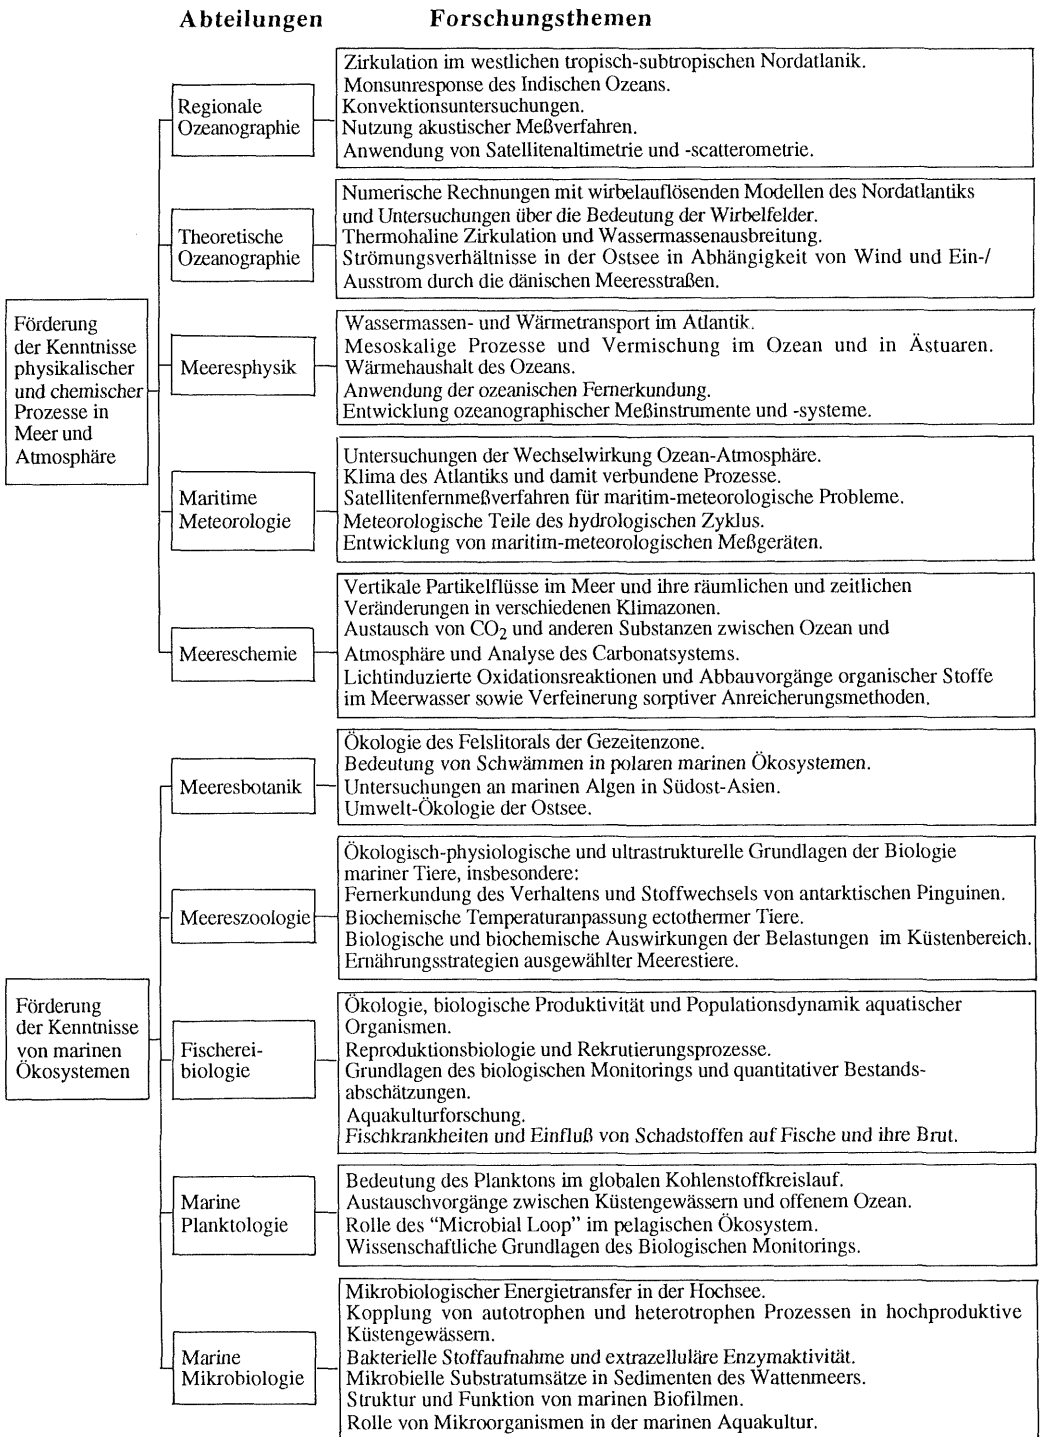 Abteilungen Forschungsthemen
Förderung
der Kenntnisse
physikalischer
und chemischer
Prozesse in
Meer und
Atmosphäre
Regionale
Ozeanographie
Zirkulation im westlichen tropisch-subtropischen Nordatlanik.
Monsunresponse des Indischen Ozeans.
Konvektionsuntersuchungen.
Nutzung akustischer Meßverfahren.
Anwendung von Satellitenaltimetrie und -scatterometrie.
Theoretische
Ozeanographie
Numerische Rechnungen mit wirbelauflösenden Modellen des Nordatlantiks
und Untersuchungen über die Bedeutung der Wirbelfelder.
Thermohaline Zirkulation und Wassermassenausbreitung.
Strömungsverhältnisse in der Ostsee in Abhängigkeit von Wind und Ein-/
Ausstrom durch die dänischen Meeresstraßen.
Meeresphysik
Wassermassen- und Wärmetransport im Atlantik.
Mesoskalige Prozesse und Vermischung im Ozean und in Ästuaren.
Wärmehaushalt des Ozeans.
Anwendung der ozeanischen Fernerkundung.
Entwicklung ozeanographischer Meßinstrumente und -systeme.
Maritime
Meteorologie
Untersuchungen der Wechselwirkung Ozean-Atmosphäre.
Klima des Atlantiks und damit verbundene Prozesse.
Satellitenfernmeßverfahren für maritim-meteorologische Probleme.
Meteorologische Teile des hydrologischen Zyklus.
Entwicklung von maritim-meteorologischen Meßgeräten.
Meereschemie
Vertikale Partikelflüsse im Meer und ihre räumlichen und zeitlichen
Veränderungen in verschiedenen Klimazonen.
Austausch von CO₂ und anderen Substanzen zwischen Ozean und
Atmosphäre und Analyse des Carbonatsystems.
Lichtinduzierte Oxidationsreaktionen und Abbauvorgänge organischer Stoffe
im Meerwasser sowie Verfeinerung sorptiver Anreicherungsmethoden.
Förderung
der Kenntnisse
von marinen
Ökosystemen
Meeresbotanik
Ökologie des Felslitorals der Gezeitenzone.
Bedeutung von Schwämmen in polaren marinen Ökosystemen.
Untersuchungen an marinen Algen in Südost-Asien.
Umwelt-Ökologie der Ostsee.
Meereszoologie
Ökologisch-physiologische und ultrastrukturelle Grundlagen der Biologie
mariner Tiere, insbesondere:
Fernerkundung des Verhaltens und Stoffwechsels von antarktischen Pinguinen.
Biochemische Temperaturanpassung ectothermer Tiere.
Biologische und biochemische Auswirkungen der Belastungen im Küstenbereich.
Ernährungsstrategien ausgewählter Meerestiere.
Fischerei-
biologie
Ökologie, biologische Produktivität und Populationsdynamik aquatischer
Organismen.
Reproduktionsbiologie und Rekrutierungsprozesse.
Grundlagen des biologischen Monitorings und quantitativer Bestands-
abschätzungen.
Aquakulturforschung.
Fischkrankheiten und Einfluß von Schadstoffen auf Fische und ihre Brut.
Marine
Planktologie
Bedeutung des Planktons im globalen Kohlenstoffkreislauf.
Austauschvorgänge zwischen Küstengewässern und offenem Ozean.
Rolle des “Microbial Loop” im pelagischen Ökosystem.
Wissenschaftliche Grundlagen des Biologischen Monitorings.
Marine
Mikrobiologie
Mikrobiologischer Energietransfer in der Hochsee.
Kopplung von autotrophen und heterotrophen Prozessen in hochproduktive
Küstengewässern.
Bakterielle Stoffaufnahme und extrazelluläre Enzymaktivität.
Mikrobielle Substratumsätze in Sedimenten des Wattenmeers.
Struktur und Funktion von marinen Biofilmen.
Rolle von Mikroorganismen in der marinen Aquakultur.